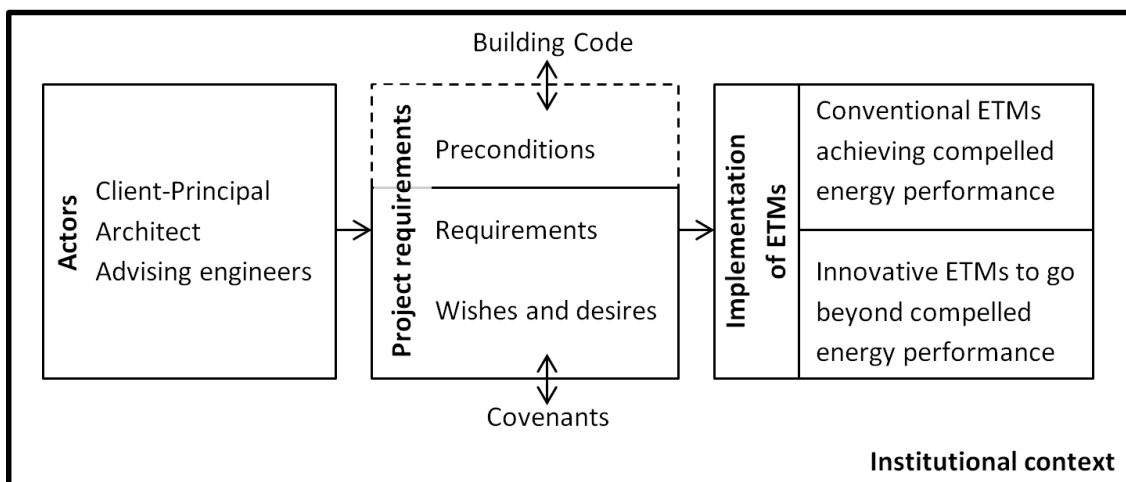 Building Code
Actors
Client-Principal
Architect
Advising engineers
Project requirements
Preconditions
Requirements
Wishes and desires
Covenants
Implementation
of ETMs
Conventional ETMs
achieving compelled
energy performance
Innovative ETMs to go
beyond compelled
energy performance
Institutional context